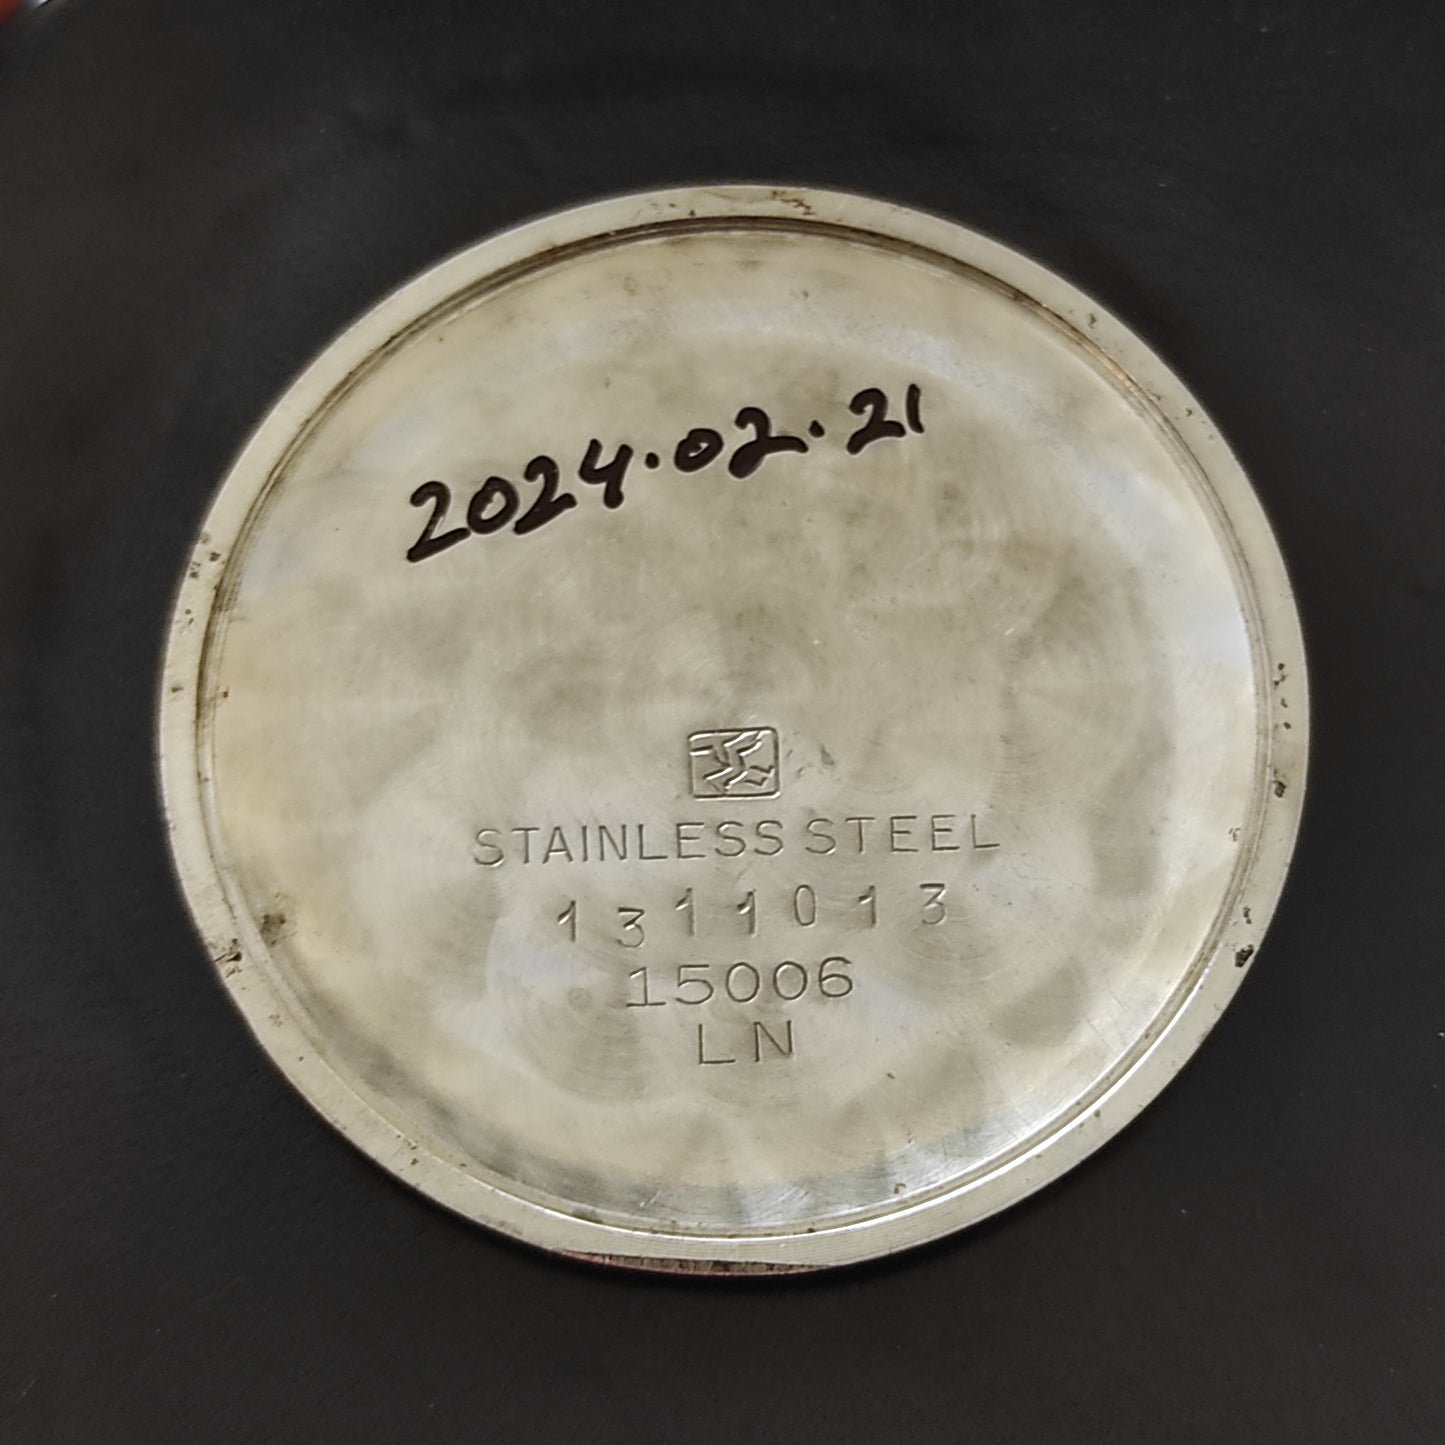 2024.02.21
STAINLESS STEEL
1311013
15006
LN